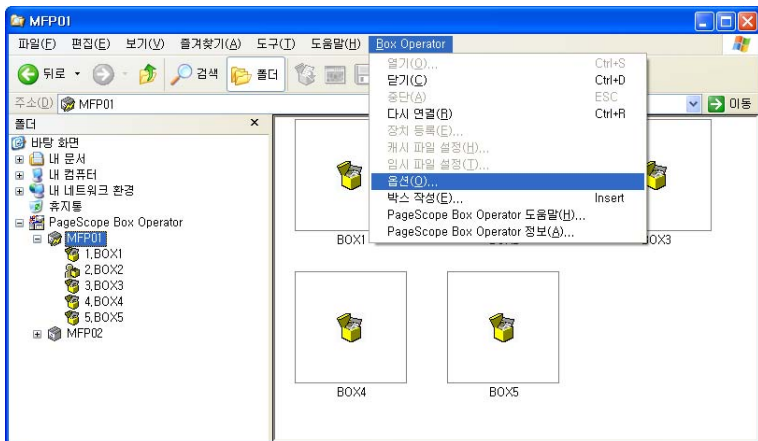 MFP01
파일(F) 편집(E) 보기(V) 즐겨찾기(A) 도구(T) 도움말(H) Box Operator
뒤로 검색 폴더
주소(D) MFP01 이동
열기(O)... Ctrl+S
닫기(C) Ctrl+D
중단(A) ESC
다시 연결(R) Ctrl+R
장치 등록(E)...
캐시 파일 설정(H)...
임시 파일 설정(T)...
옵션(O)...
박스 작성(E)... Insert
PageScope Box Operator 도움말(H)...
PageScope Box Operator 정보(A)...
폴더 ×
바탕 화면
내 문서
내 컴퓨터
내 네트워크 환경
휴지통
PageScope Box Operator
MFP01
1,BOX1
2,BOX2
3,BOX3
4,BOX4
5,BOX5
MFP02
BOX1
BOX3
BOX4
BOX5